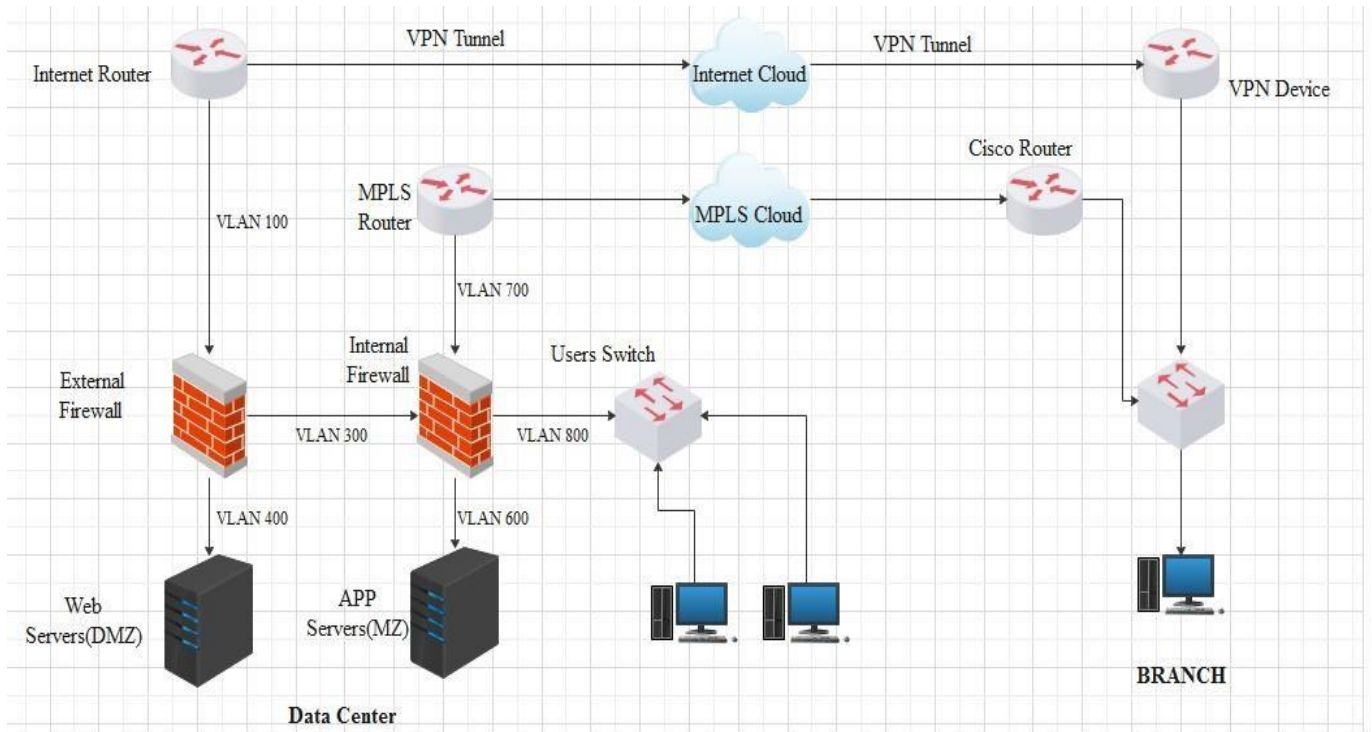 VPN Tunnel
VPN Tunnel
Internet Router
Internet Cloud
VPN Device
Cisco Router
MPLS
Router
MPLS Cloud
VLAN 100
VLAN 700
Internal
Firewall
Users Switch
External
Firewall
VLAN 300
VLAN 800
VLAN 400
VLAN 600
Web
Servers(DMZ)
APP
Servers(MZ)
BRANCH
Data Center